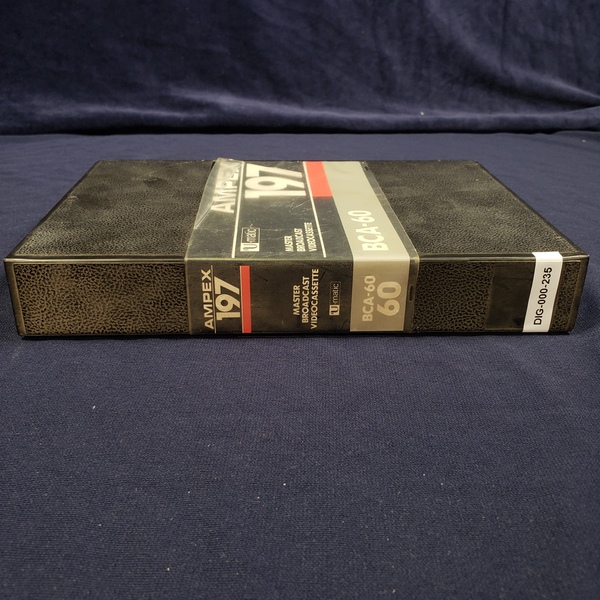 AMPEX
197
U-matic
MASTER
BROADCAST
VIDEOCASSETTE
BCA-60
AMPEX
197
MASTER
BROADCAST
VIDEOCASSETTE
U-matic
BCA-60
60
DIG-000-235